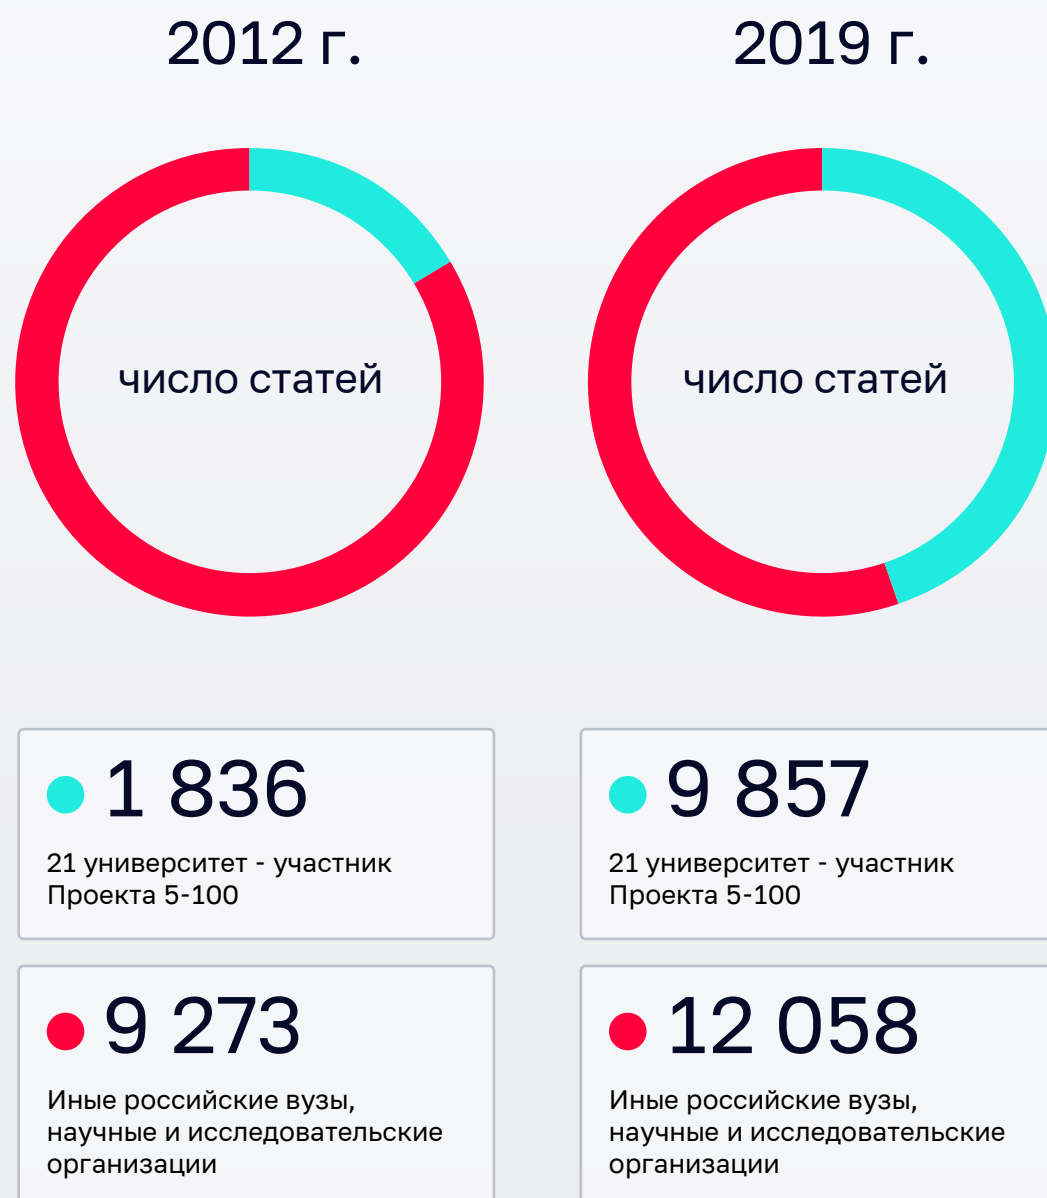 2012 г.
2019 г.
число статей
число статей
1 836
21 университет - участник
Проекта 5-100
9 857
21 университет - участник
Проекта 5-100
9 273
Иные российские вузы,
научные и исследовательские
организации
12 058
Иные российские вузы,
научные и исследовательские
организации